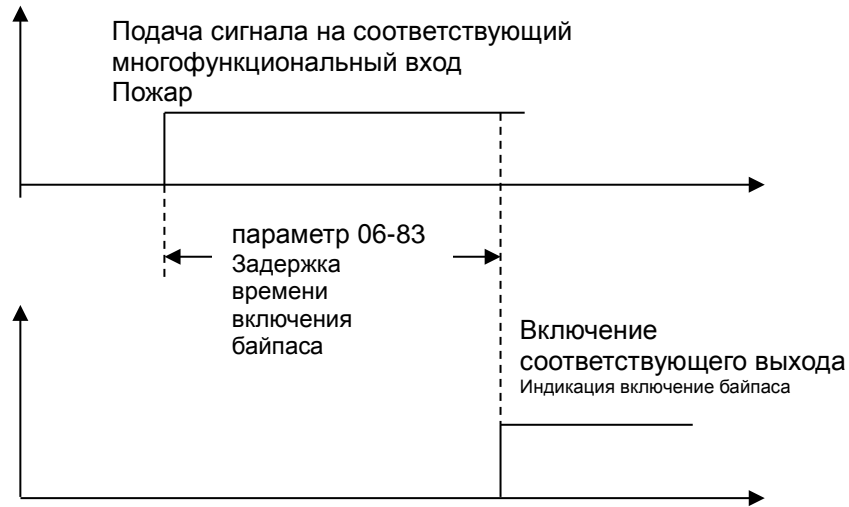 Подача сигнала на соответствующий
многофункциональный вход
Пожар
параметр 06-83
Задержка
времени
включения
байпаса
Включение
соответствующего выхода
Индикация включение байпаса